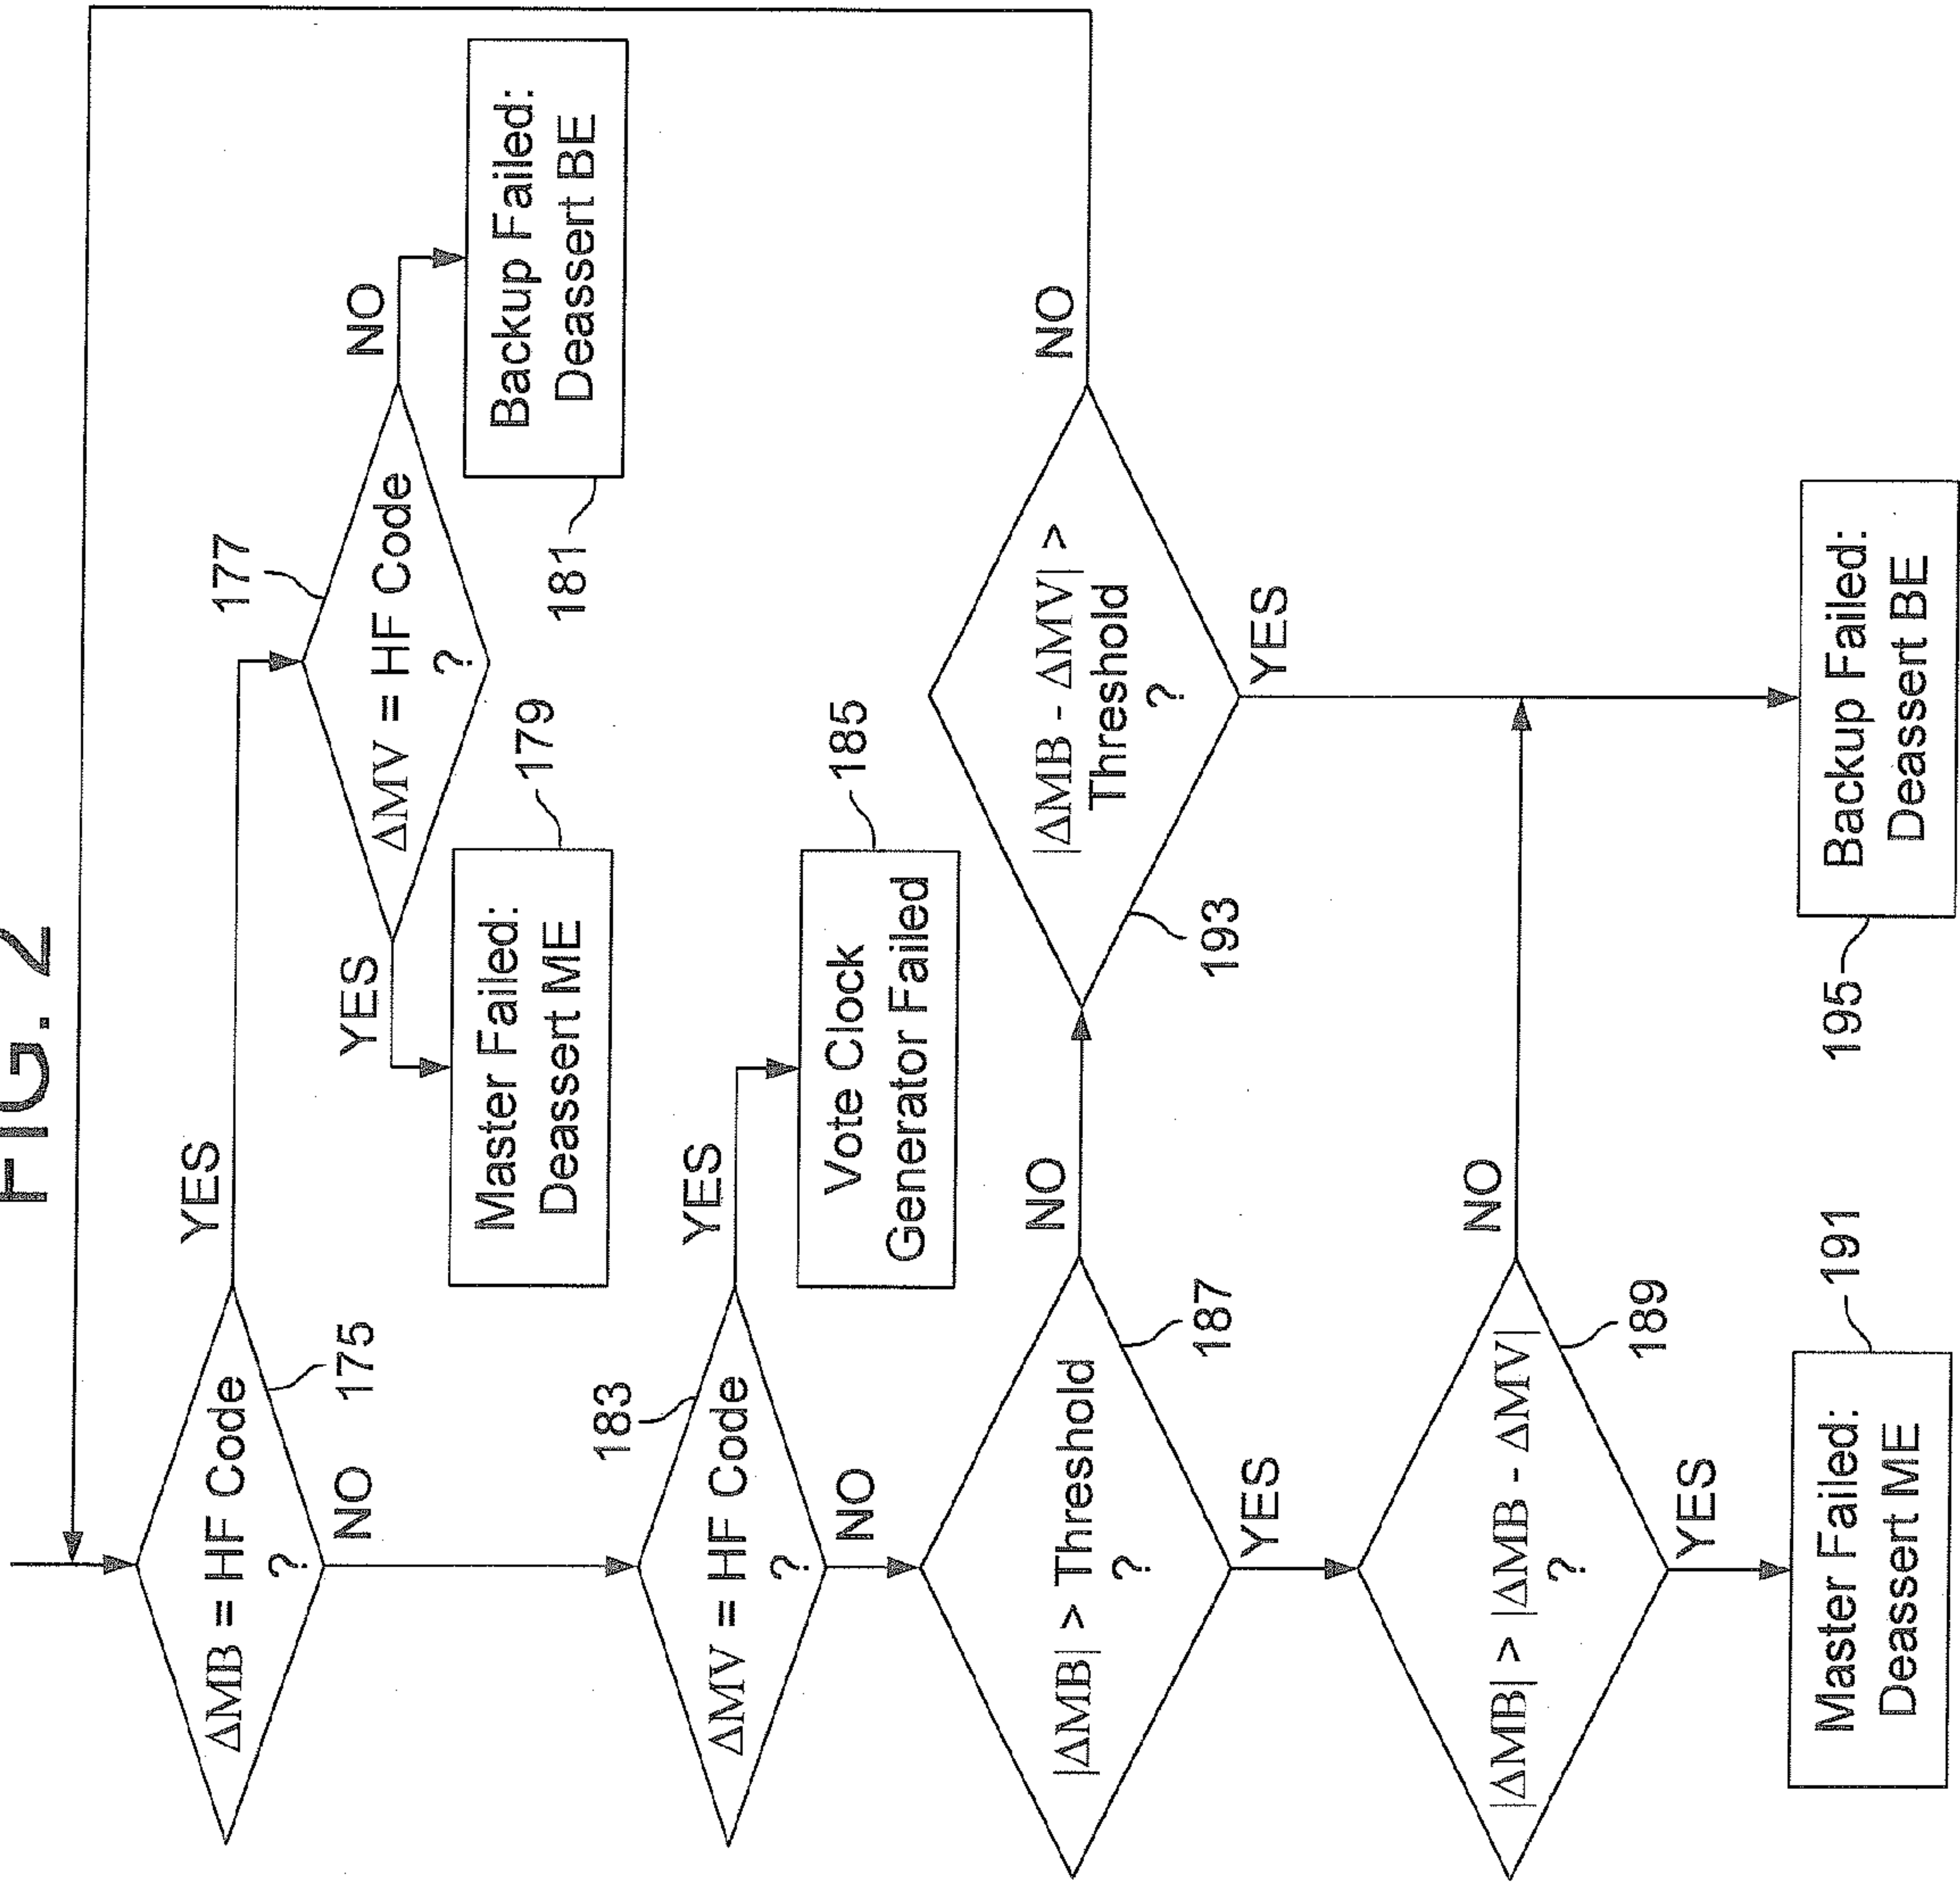 FIG. 2
ΔMB = HF Code
?
175
YES
NO
177
ΔMV = HF Code
?
YES
NO
Master Failed:
Deassert ME
179
Backup Failed:
Deassert BE
181
183
ΔMV = HF Code
?
YES
NO
Vote Clock
Generator Failed
185
|ΔMB| > Threshold
?
187
NO
YES
|ΔMB - ΔMV| >
Threshold
?
193
NO
YES
|ΔMB| > |ΔMB - ΔMV|
?
189
NO
YES
Master Failed:
Deassert ME
191
Backup Failed:
Deassert BE
195